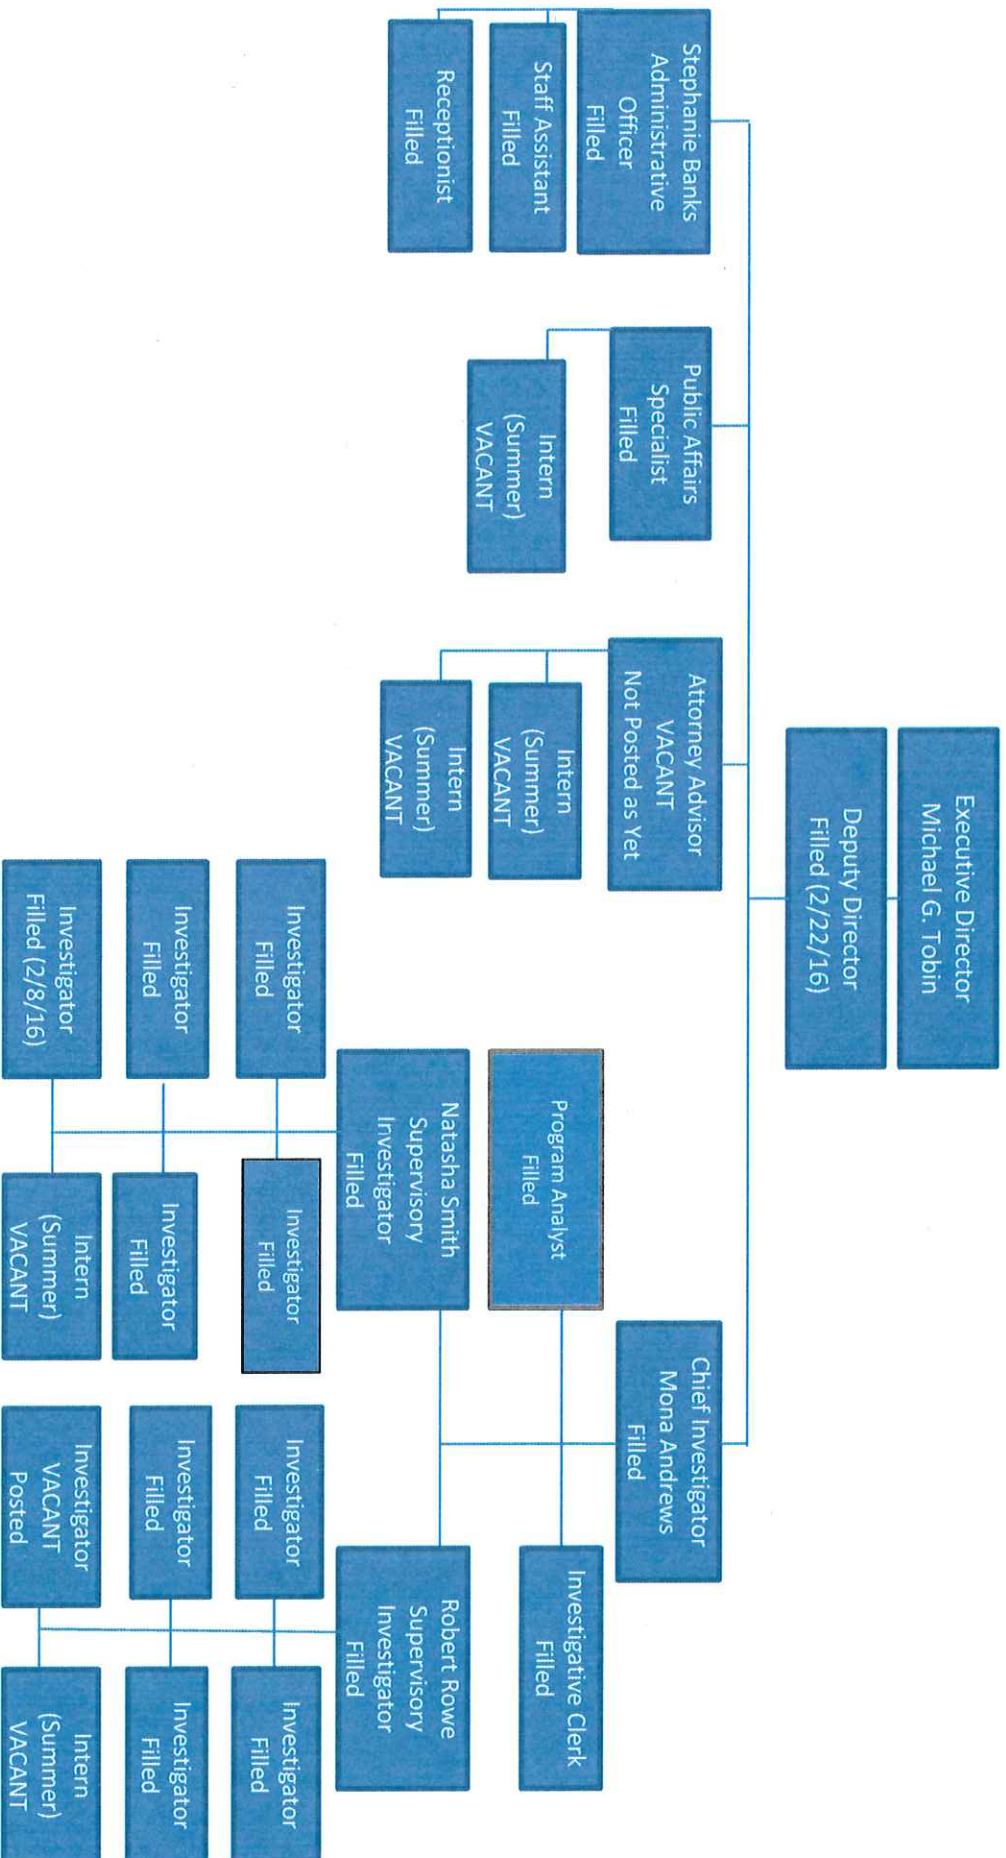 Executive Director
Michael G. Tobin
Deputy Director
Filled (2/22/16)
Stephanie Banks
Administrative
Officer
Filled
Staff Assistant
Filled
Receptionist
Filled
Public Affairs
Specialist
Filled
Intern
(Summer)
VACANT
Attorney Advisor
VACANT
Not Posted as Yet
Intern
(Summer)
VACANT
Intern
(Summer)
VACANT
Chief Investigator
Mona Andrews
Filled
Program Analyst
Filled
Investigative Clerk
Filled
Natasha Smith
Supervisory
Investigator
Filled
Investigator
Filled
Investigator
Filled
Investigator
Filled
Investigator
Filled
Investigator
Filled (2/8/16)
Intern
(Summer)
VACANT
Robert Rowe
Supervisory
Investigator
Filled
Investigator
Filled
Investigator
Filled
Investigator
Filled
Investigator
Filled
Investigator
VACANT
Posted
Intern
(Summer)
VACANT